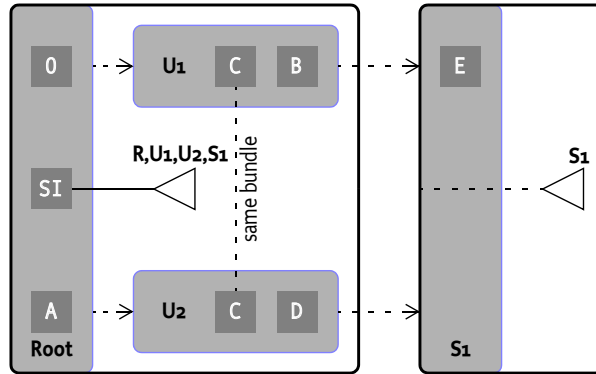 0 U1 C B E
R,U1,U2,S1
S1
SI
same bundle
A U2 C D
Root S1